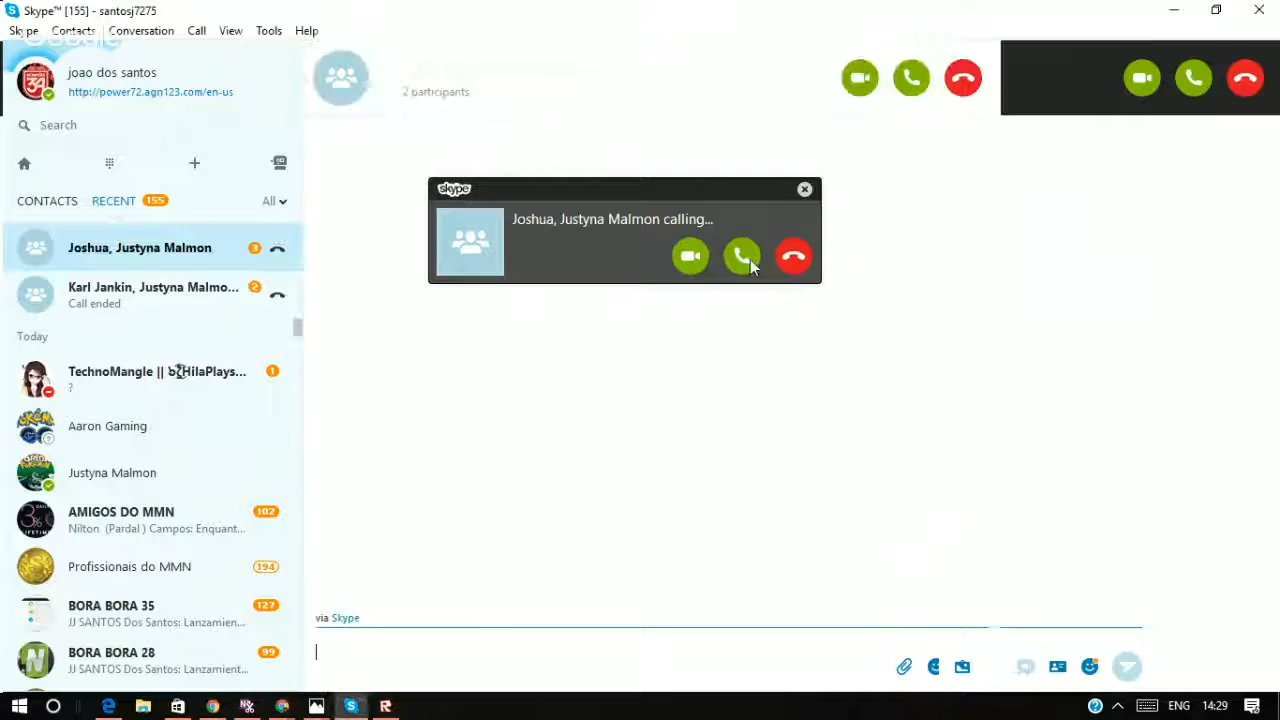 Skype™ [155] - santosj7275
Skype Contacts Conversation Call View Tools Help
Google
joao dos santos
http://power72.agn123.com/en-us
2 participants
Search
skype
CONTACTS RECENT 155 All
Joshua, Justyna Malmon calling...
Joshua, Justyna Malmon 3
Karl Jankin, Justyna Malmo... 2
Call ended
Today
TechnoMangle || HilaPlays... 1
?
Aaron Gaming
Justyna Malmon
AMIGOS DO MMN 102
Nilton (Pardal ) Campos: Enquant...
Profissionais do MMN 194
BORA BORA 35 127
JJ SANTOS Dos Santos: Lanzamien...
via Skype
BORA BORA 28 99
JJ SANTOS Dos Santos: Lanzamient...
ENG 14:29